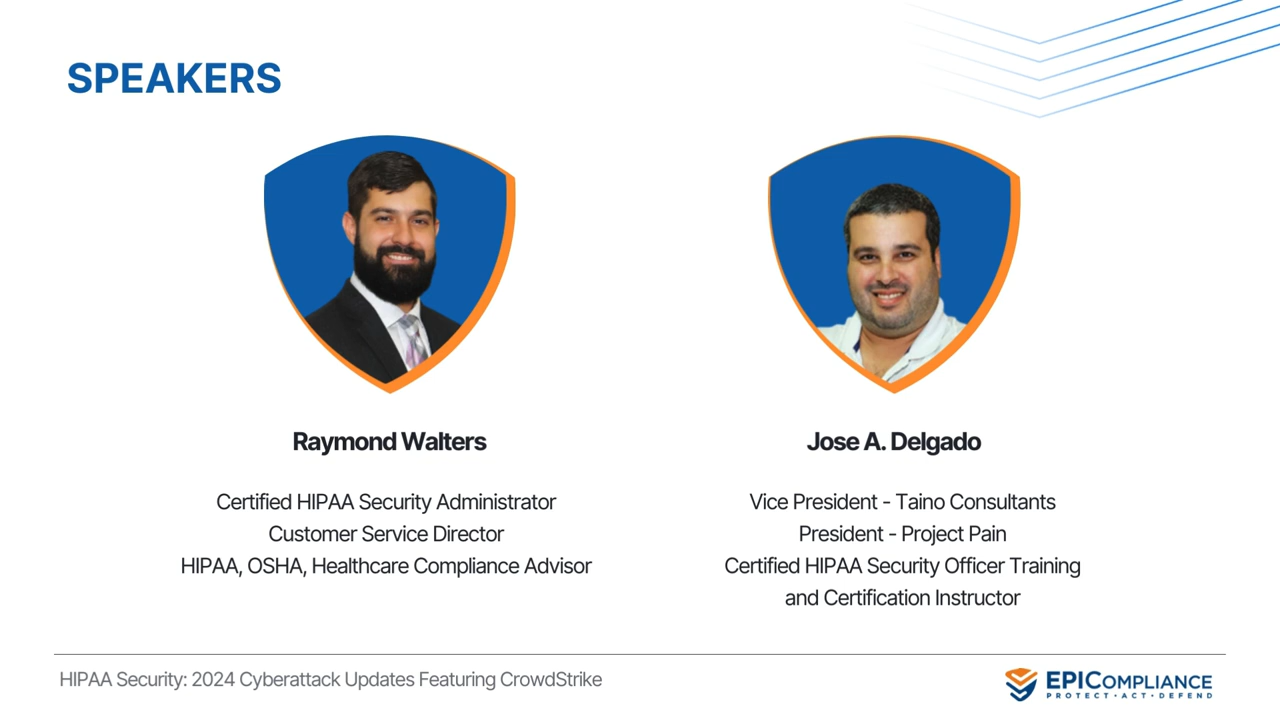 SPEAKERS
Raymond Walters
Certified HIPAA Security Administrator
Customer Service Director
HIPAA, OSHA, Healthcare Compliance Advisor
Jose A. Delgado
Vice President - Taino Consultants
President - Project Pain
Certified HIPAA Security Officer Training
and Certification Instructor
HIPAA Security: 2024 Cyberattack Updates Featuring CrowdStrike
EPICOMPLIANCE
PROTECT • ACT • DEFEND